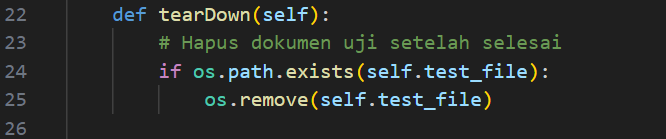 22 def tearDown(self):
23 # Hapus dokumen uji setelah selesai
24 if os.path.exists(self.test_file):
25 os.remove(self.test_file)
26